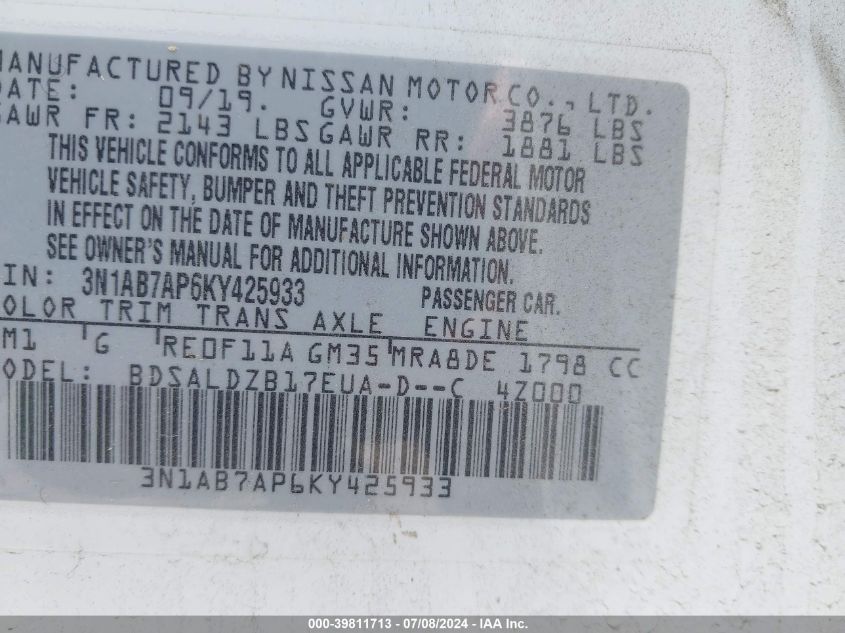 MANUFACTURED BY NISSAN MOTOR CO., LTD.
DATE: 09/19. GVWR: 3876 LBS
GAWR FR: 2143 LBS GAWR RR: 1881 LBS
THIS VEHICLE CONFORMS TO ALL APPLICABLE FEDERAL MOTOR
VEHICLE SAFETY, BUMPER AND THEFT PREVENTION STANDARDS
IN EFFECT ON THE DATE OF MANUFACTURE SHOWN ABOVE.
SEE OWNER'S MANUAL FOR ADDITIONAL INFORMATION.
IN: 3N1AB7AP6KY425933 PASSENGER CAR.
OLOR TRIM TRANS AXLE ENGINE
M1 G RE0F11A GM35 MRA8DE 1798 CC
ODEL: BDSALDZB17EUA-D--C 4Z000
3N1AB7AP6KY425933
000-39811713 - 07/08/2024 - IAA Inc.